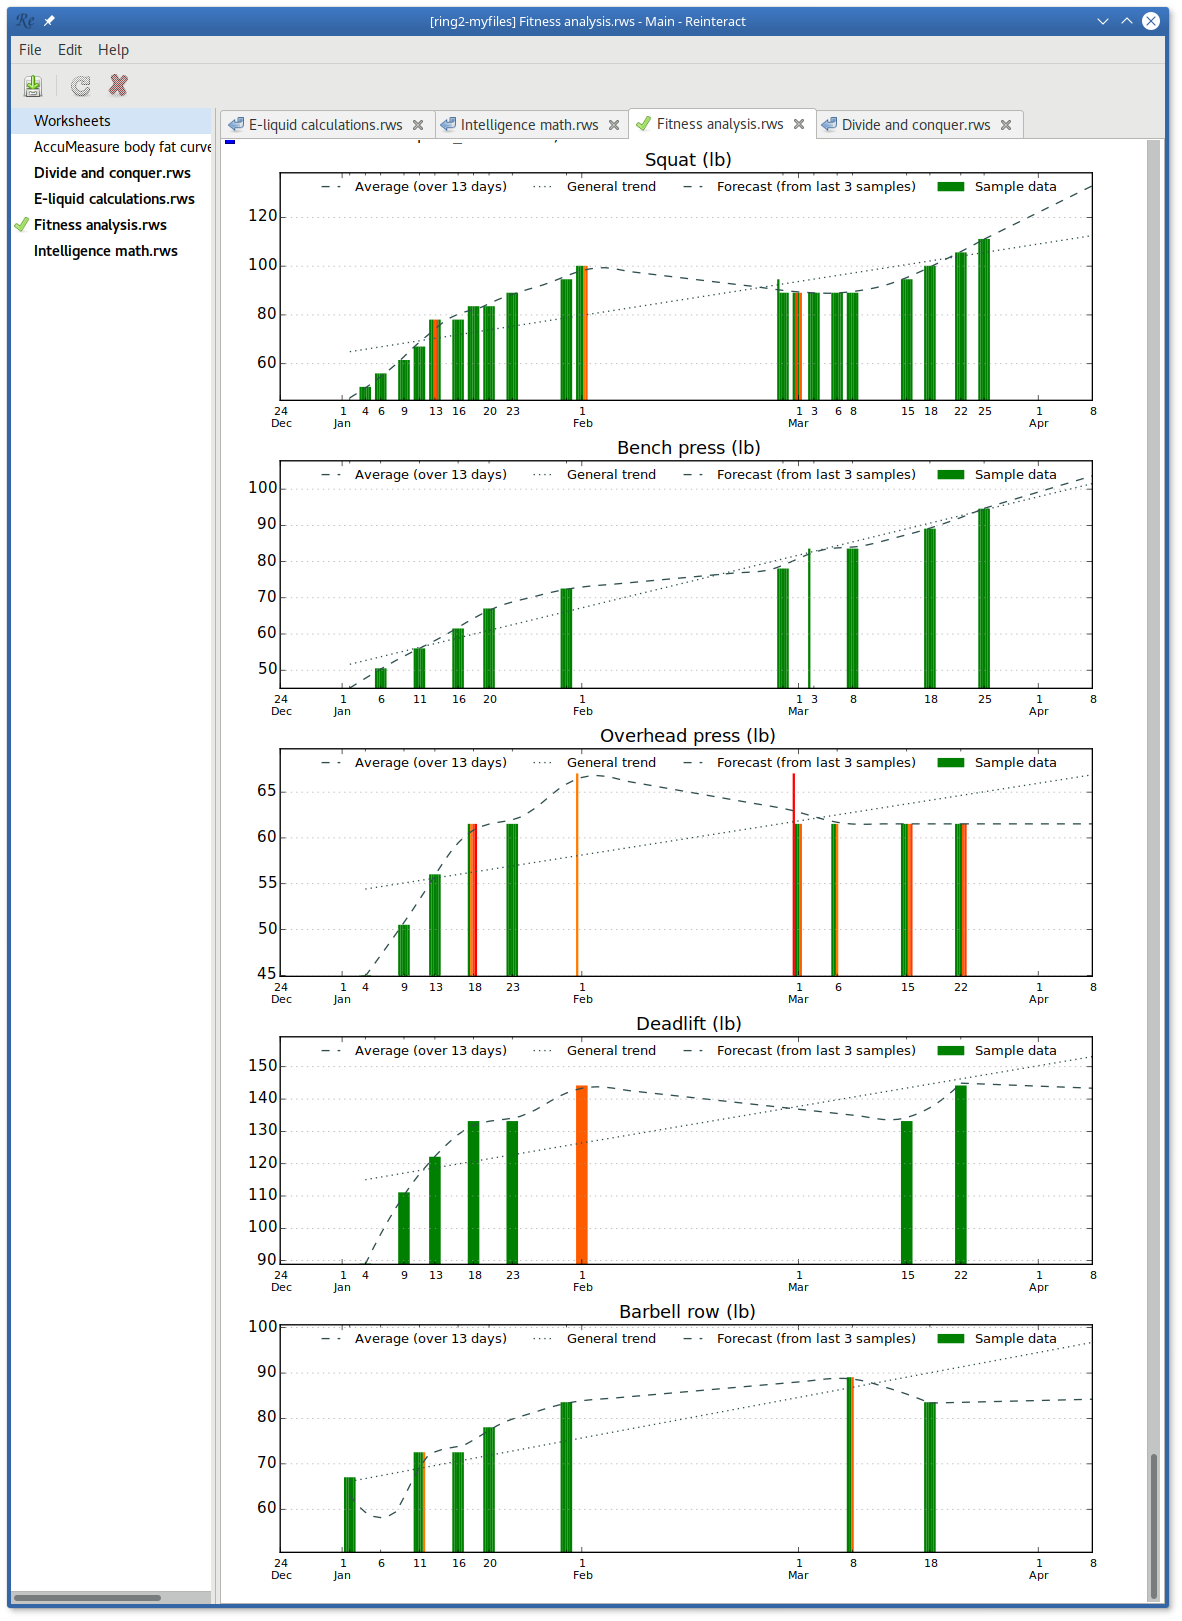 Re [ring2-myfiles] Fitness analysis.rws - Main - Reinteract
File Edit Help
Worksheets
AccuMeasure body fat curve
Divide and conquer.rws
E-liquid calculations.rws
Fitness analysis.rws
Intelligence math.rws
E-liquid calculations.rws Intelligence math.rws Fitness analysis.rws Divide and conquer.rws
Squat (lb)
Average (over 13 days) General trend Forecast (from last 3 samples) Sample data
120
100
80
60
24 1 4 6 9 13 16 20 23 1 1 3 6 8 15 18 22 25 1 8
Dec Jan Feb Mar Apr
Bench press (lb)
Average (over 13 days) General trend Forecast (from last 3 samples) Sample data
100
90
80
70
60
50
24 1 6 11 16 20 1 1 3 8 18 25 1 8
Dec Jan Feb Mar Apr
Overhead press (lb)
Average (over 13 days) General trend Forecast (from last 3 samples) Sample data
65
60
55
50
45
24 1 4 9 13 18 23 1 1 6 15 22 1 8
Dec Jan Feb Mar Apr
Deadlift (lb)
Average (over 13 days) General trend Forecast (from last 3 samples) Sample data
150
140
130
120
110
100
90
24 1 4 9 13 18 23 1 1 15 22 1 8
Dec Jan Feb Mar Apr
Barbell row (lb)
100
Average (over 13 days) General trend Forecast (from last 3 samples) Sample data
90
80
70
60
24 1 6 11 16 20 1 1 8 18 1 8
Dec Jan Feb Mar Apr